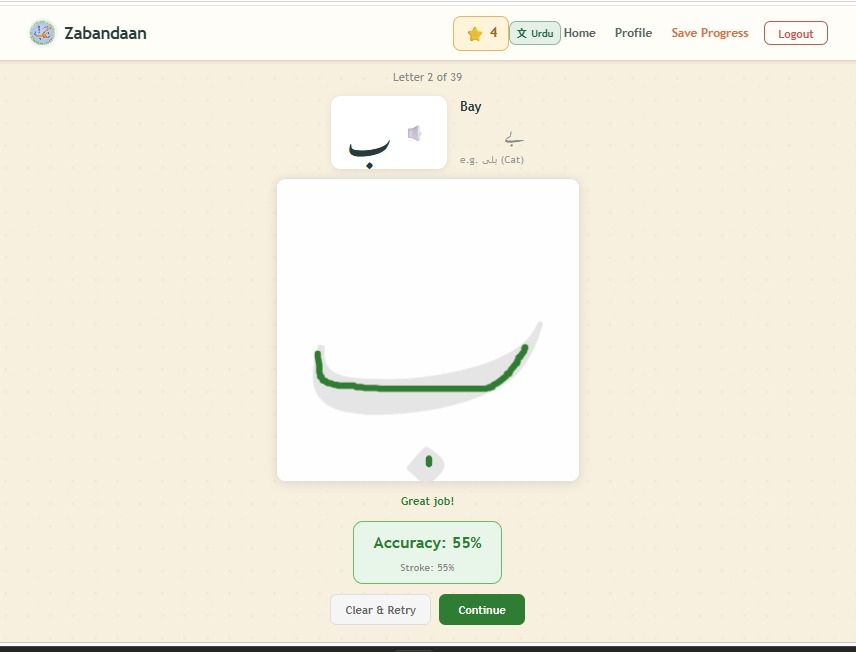 Zabandaan
4 文 Urdu Home Profile Save Progress Logout
Letter 2 of 39
ب
Bay
بے
e.g. بلی (Cat)
Great job!
Accuracy: 55%
Stroke: 55%
Clear & Retry Continue